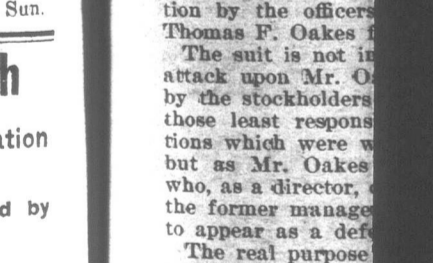 Sun.
h
ation
d by
tion by the officers
Thomas F. Oakes
The suit is not in
attack upon Mr. O
by the stockholders
those least respons
tions which were w
but as Mr. Oakes
who, as a director,
the former manage
to appear as a defe
The real purpose